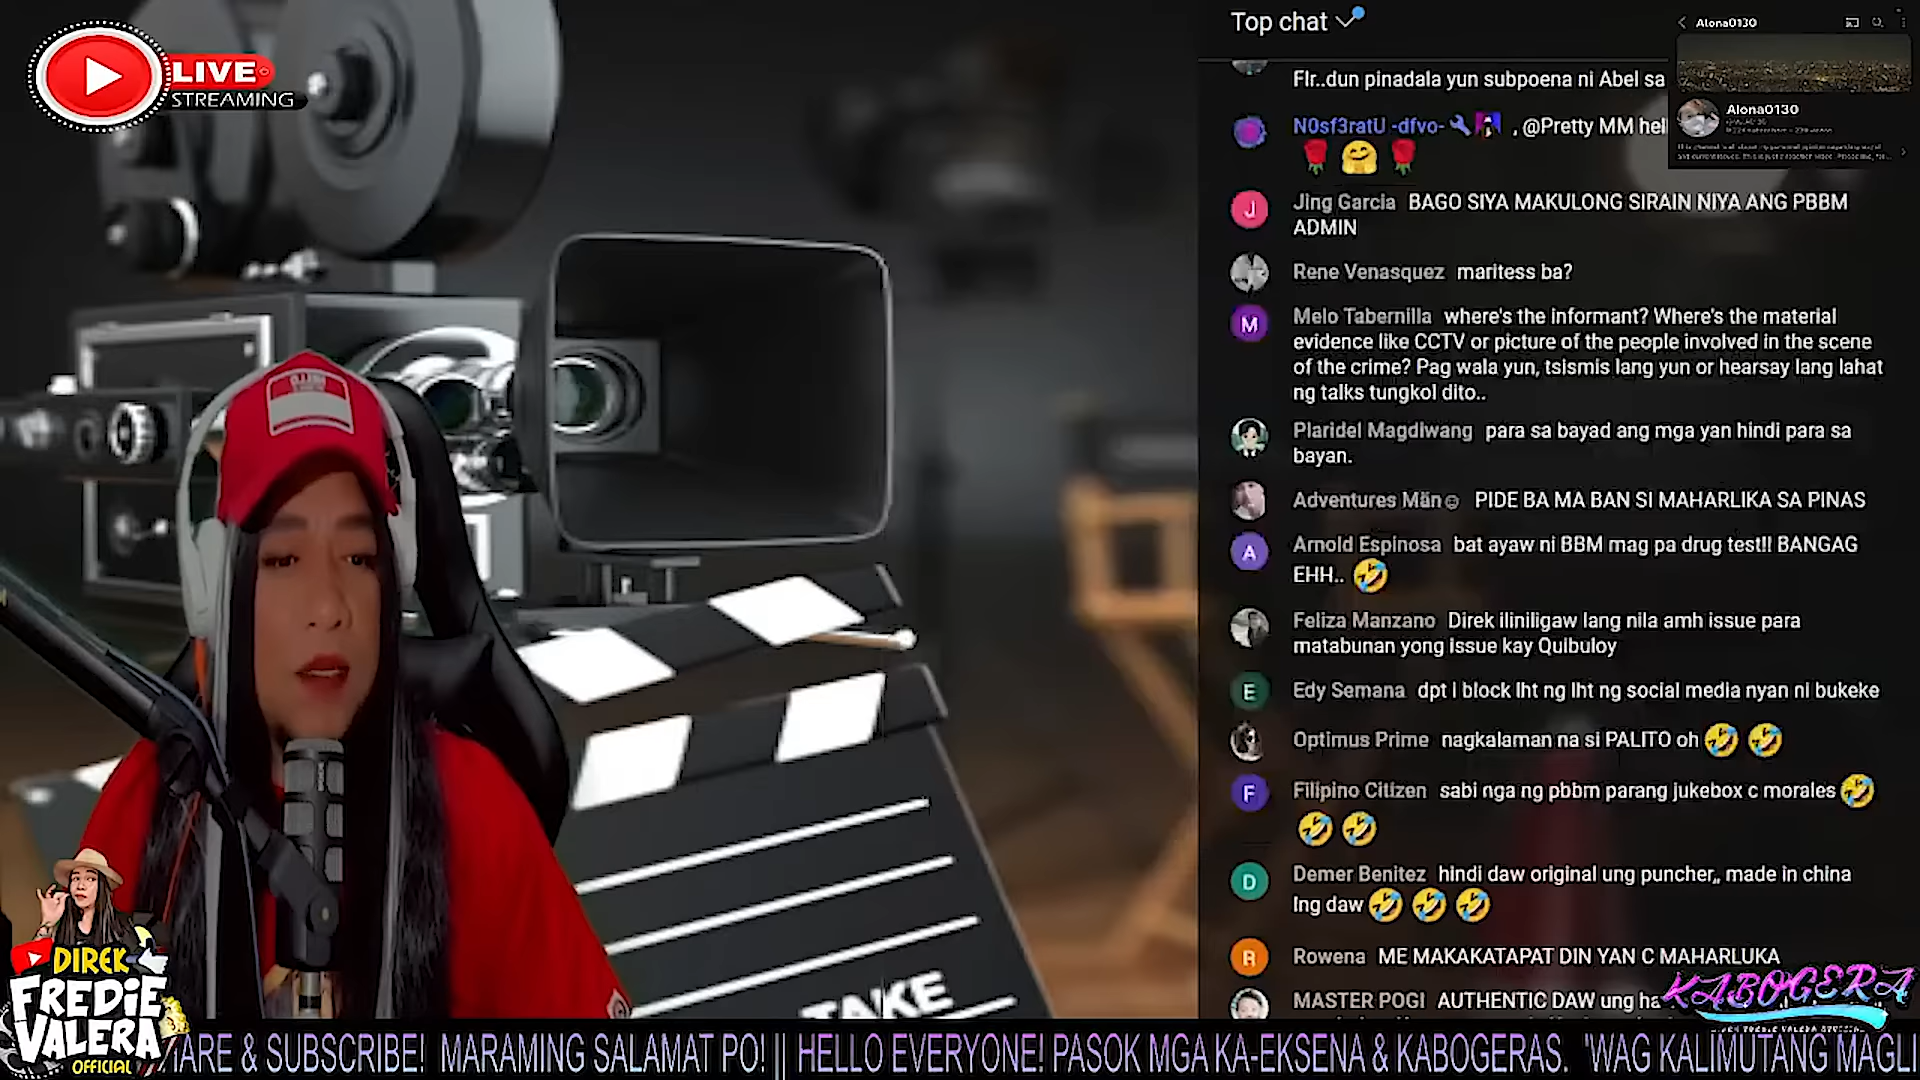 LIVE
STREAMING
Top chat
Alona0130
Alona0130
Flr..dun pinadala yun subpoena ni Abel sa
N0sf3ratU -dfvo- , @Pretty MM hel
Jing Garcia BAGO SIYA MAKULONG SIRAIN NIYA ANG PBBM
ADMIN
Rene Venasquez maritess ba?
Melo Tabernilla where's the informant? Where's the material
evidence like CCTV or picture of the people involved in the scene
of the crime? Pag wala yun, tsismis lang yun or hearsay lang lahat
ng talks tungkol dito..
Plaridel Magdiwang para sa bayad ang mga yan hindi para sa
bayan.
Adventures Män☺ PIDE BA MA BAN SI MAHARLIKA SA PINAS
Arnold Espinosa bat ayaw ni BBM mag pa drug test!! BANGAG
EHH.. 🤣
Feliza Manzano Direk iliniligaw lang nila amh issue para
matabunan yong issue kay Quibuloy
Edy Semana dpt i block lht ng lht ng social media nyan ni bukeke
Optimus Prime nagkalaman na si PALITO oh 🤣 🤣
Filipino Citizen sabi nga ng pbbm parang jukebox c morales 🤣
🤣 🤣
Demer Benitez hindi daw original ung puncher,, made in china
lng daw 🤣 🤣 🤣
Rowena ME MAKAKATAPAT DIN YAN C MAHARLUKA
MASTER POGI AUTHENTIC DAW ung ha
KABOGERA
TAKE
DIREK
FREDiE
VALERA
OFFICIAL
HARE & SUBSCRIBE! MARAMING SALAMAT PO! || HELLO EVERYONE! PASOK MGA KA-EKSENA & KABOGERAS. 'WAG KALIMUTANG MAGLI